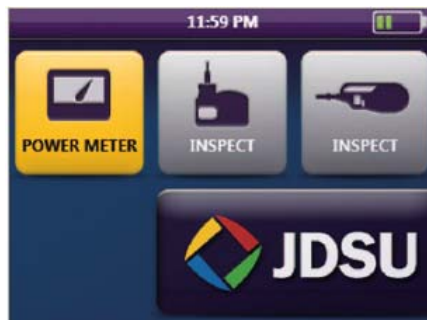 11:59 PM
POWER METER
INSPECT
INSPECT
JDSU